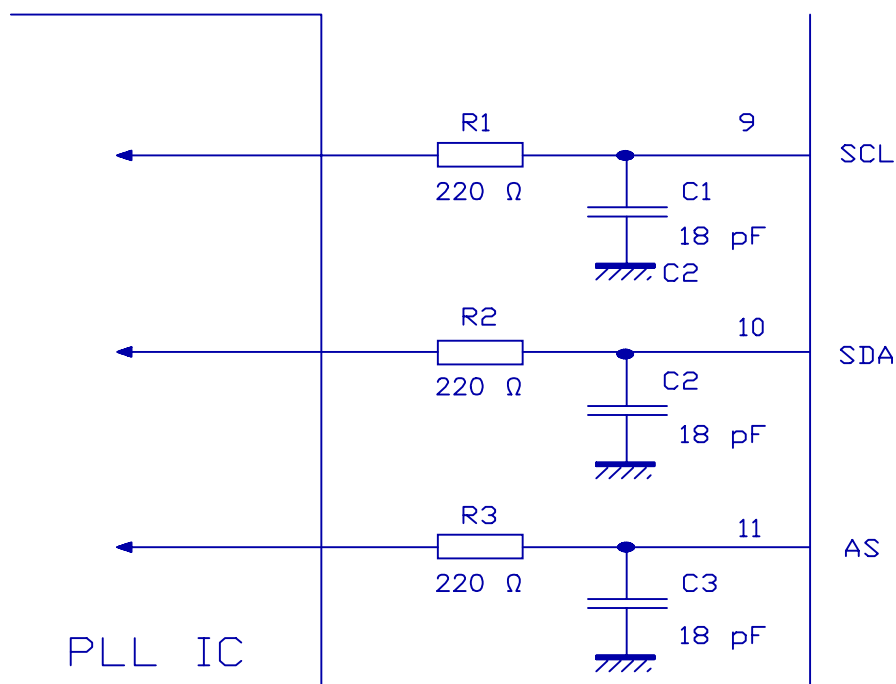 R1
9
SCL
220 Ω
C1
18 pF
C2
R2
10
SDA
220 Ω
C2
18 pF
R3
11
AS
220 Ω
C3
18 pF
PLL IC